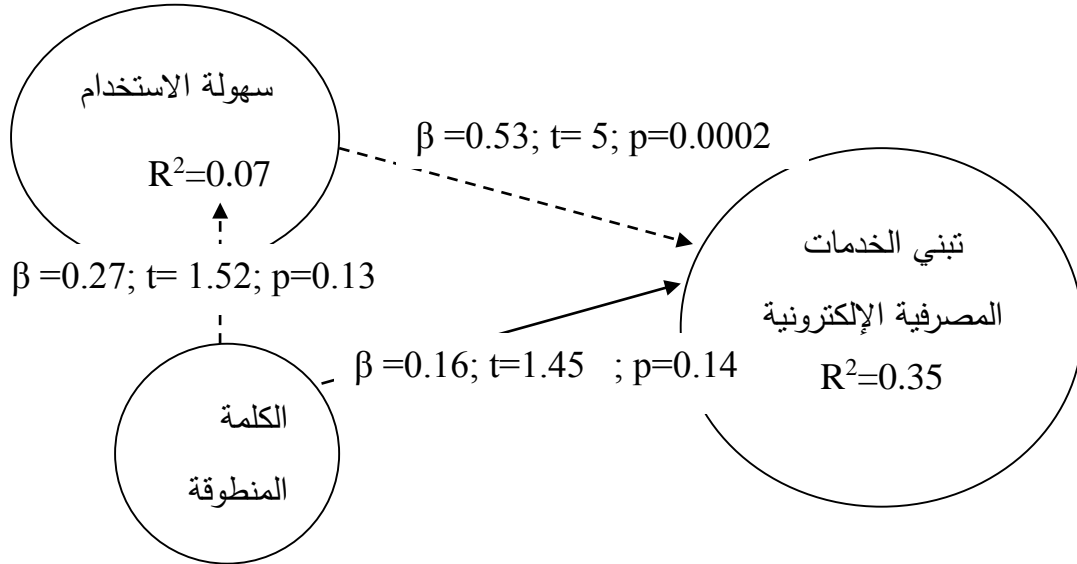 سهولة الاستخدام
R²=0.07
β =0.53; t= 5; p=0.0002
تبني الخدمات
المصرفية الإلكترونية
R²=0.35
β =0.27; t= 1.52; p=0.13
β =0.16; t=1.45 ; p=0.14
الكلمة
المنطوقة